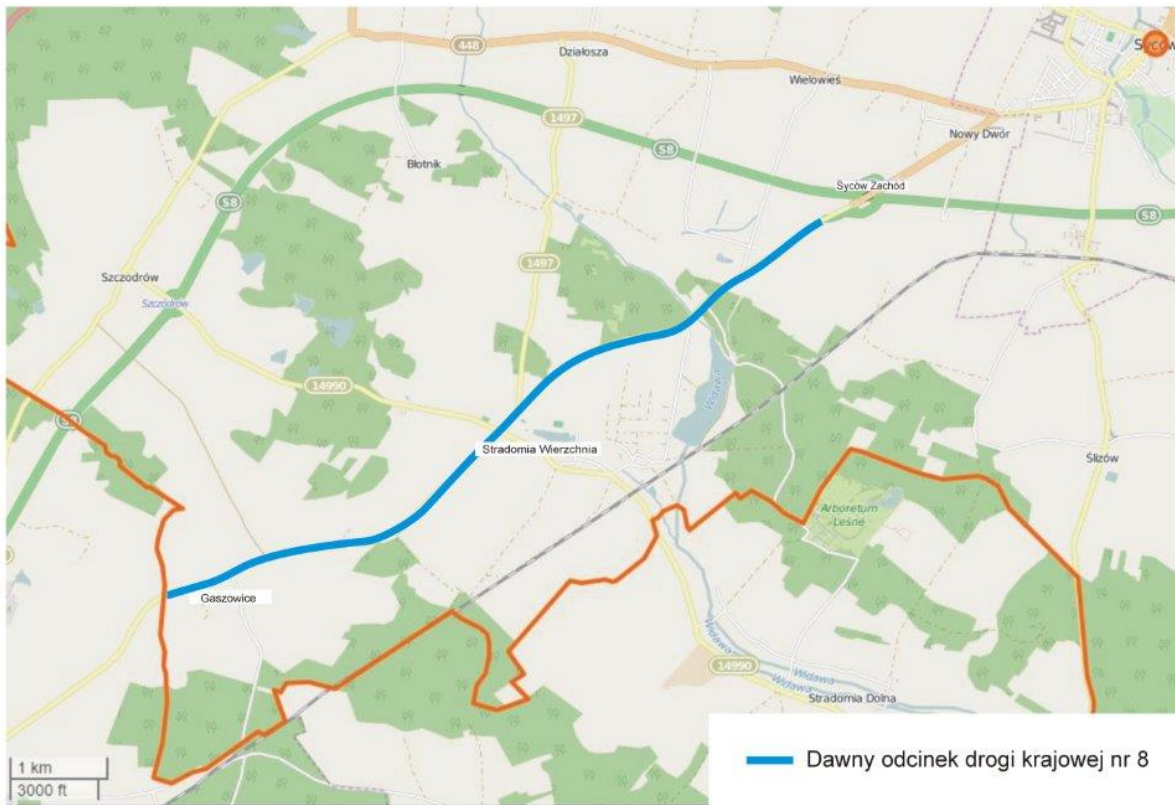 448
Działosza
Syców
Wielowieś
1497
Nowy Dwór
S8
Błotnik
Syców Zachód
S8
S8
Szczodrów
1497
Szczodrów
14990
Widawa
Stradomia Wierzchnia
Ślizów
Arboretum
Leśne
Gaszowice
Widawa
14990
Widawa
Widawa
Stradomia Dolna
1 km
3000 ft
Dawny odcinek drogi krajowej nr 8